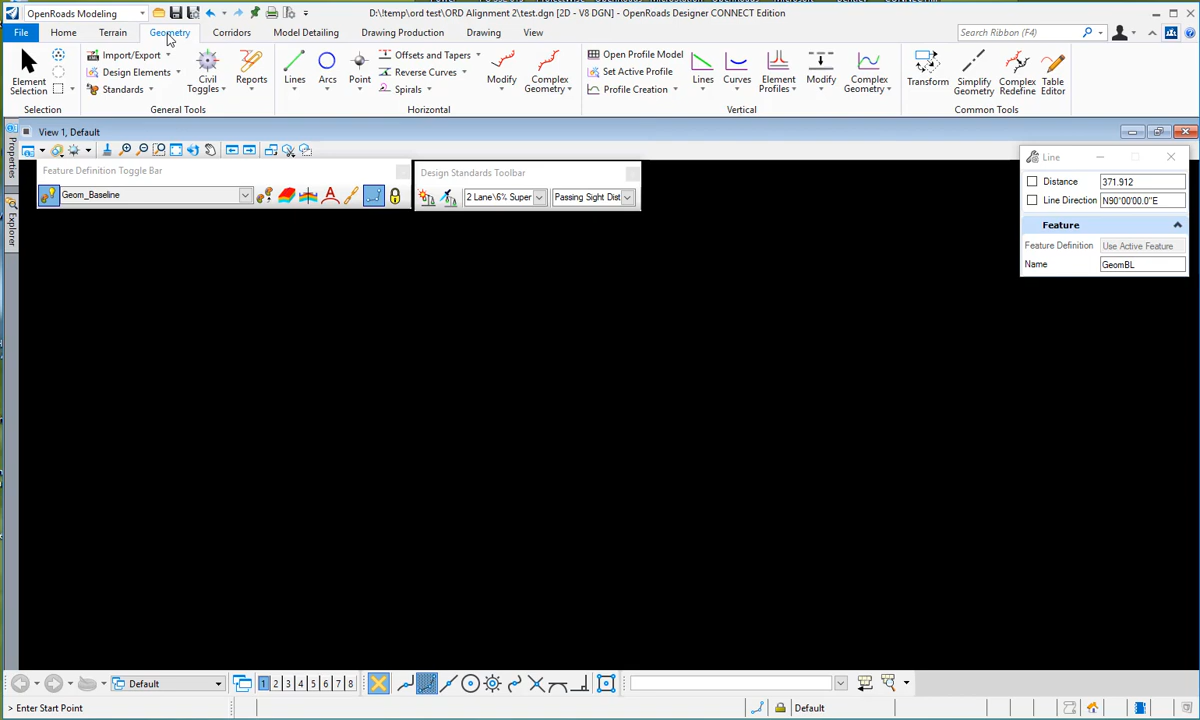 OpenRoads Modeling
D:\!temp\ord test\ORD Alignment 2\test.dgn [2D - V8 DGN] - OpenRoads Designer CONNECT Edition
File Home Terrain Geometry Corridors Model Detailing Drawing Production Drawing View
Search Ribbon (F4)
Element Selection
Selection
Import/Export
Design Elements
Standards
Civil Toggles
Reports
General Tools
Lines
Arcs
Point
Offsets and Tapers
Reverse Curves
Spirals
Modify
Complex Geometry
Horizontal
Open Profile Model
Set Active Profile
Profile Creation
Lines
Curves
Element Profiles
Modify
Complex Geometry
Vertical
Transform
Simplify Geometry
Complex Redefine
Table Editor
Common Tools
View 1, Default
Properties
Explorer
Feature Definition Toggle Bar
Geom_Baseline
Design Standards Toolbar
2 Lane\6% Super
Passing Sight Dist
Line
Distance 371.912
Line Direction N90°00'00.0"E
Feature
Feature Definition Use Active Feature
Name GeomBL
Default
1 2 3 4 5 6 7 8
> Enter Start Point
Default